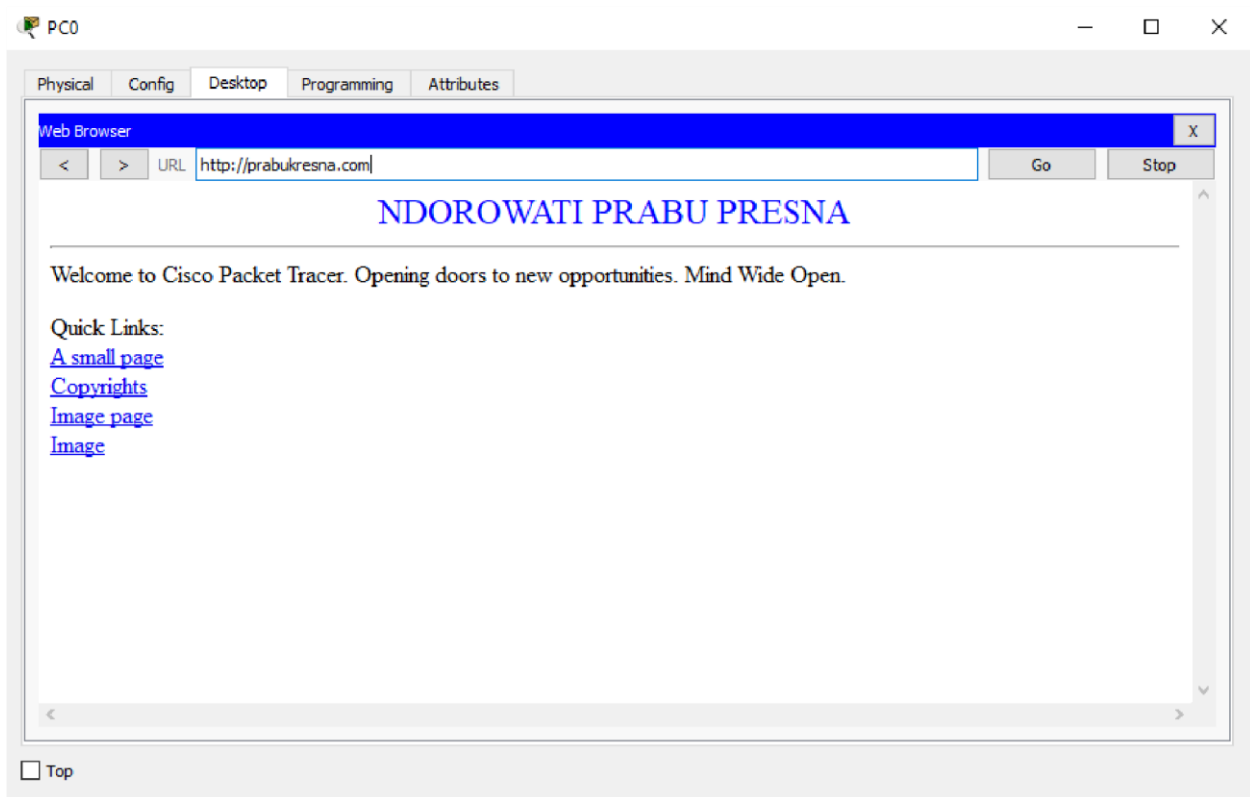 PC0
Physical Config Desktop Programming Attributes
Web Browser X
< > URL http://prabukresna.com Go Stop
NDOROWATI PRABU PRESNA
Welcome to Cisco Packet Tracer. Opening doors to new opportunities. Mind Wide Open.
Quick Links:
A small page
Copyrights
Image page
Image
Top